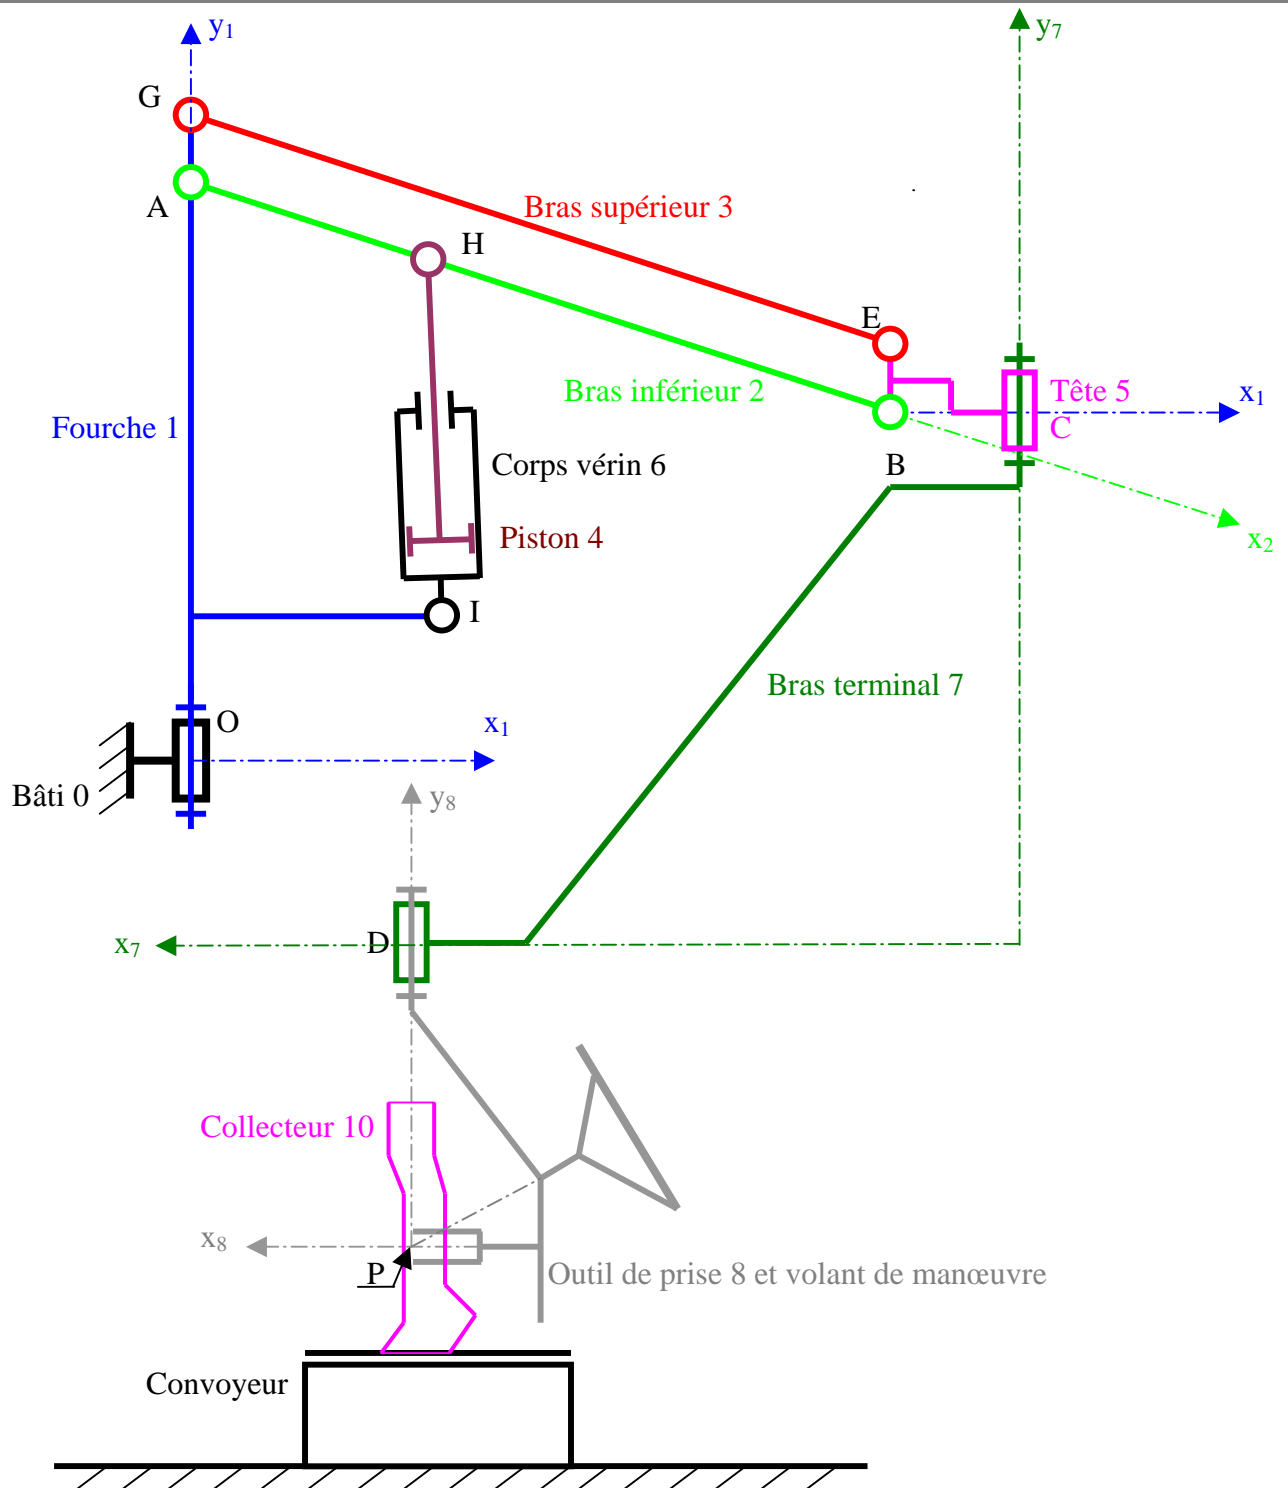 y1
y7
G
A
Bras supérieur 3
H
E
Bras inférieur 2
Tête 5
x1
C
Fourche 1
Corps vérin 6
B
Piston 4
x2
I
Bras terminal 7
O
x1
Bâti 0
y8
D
x7
Collecteur 10
x8
P
Outil de prise 8 et volant de manœuvre
Convoyeur